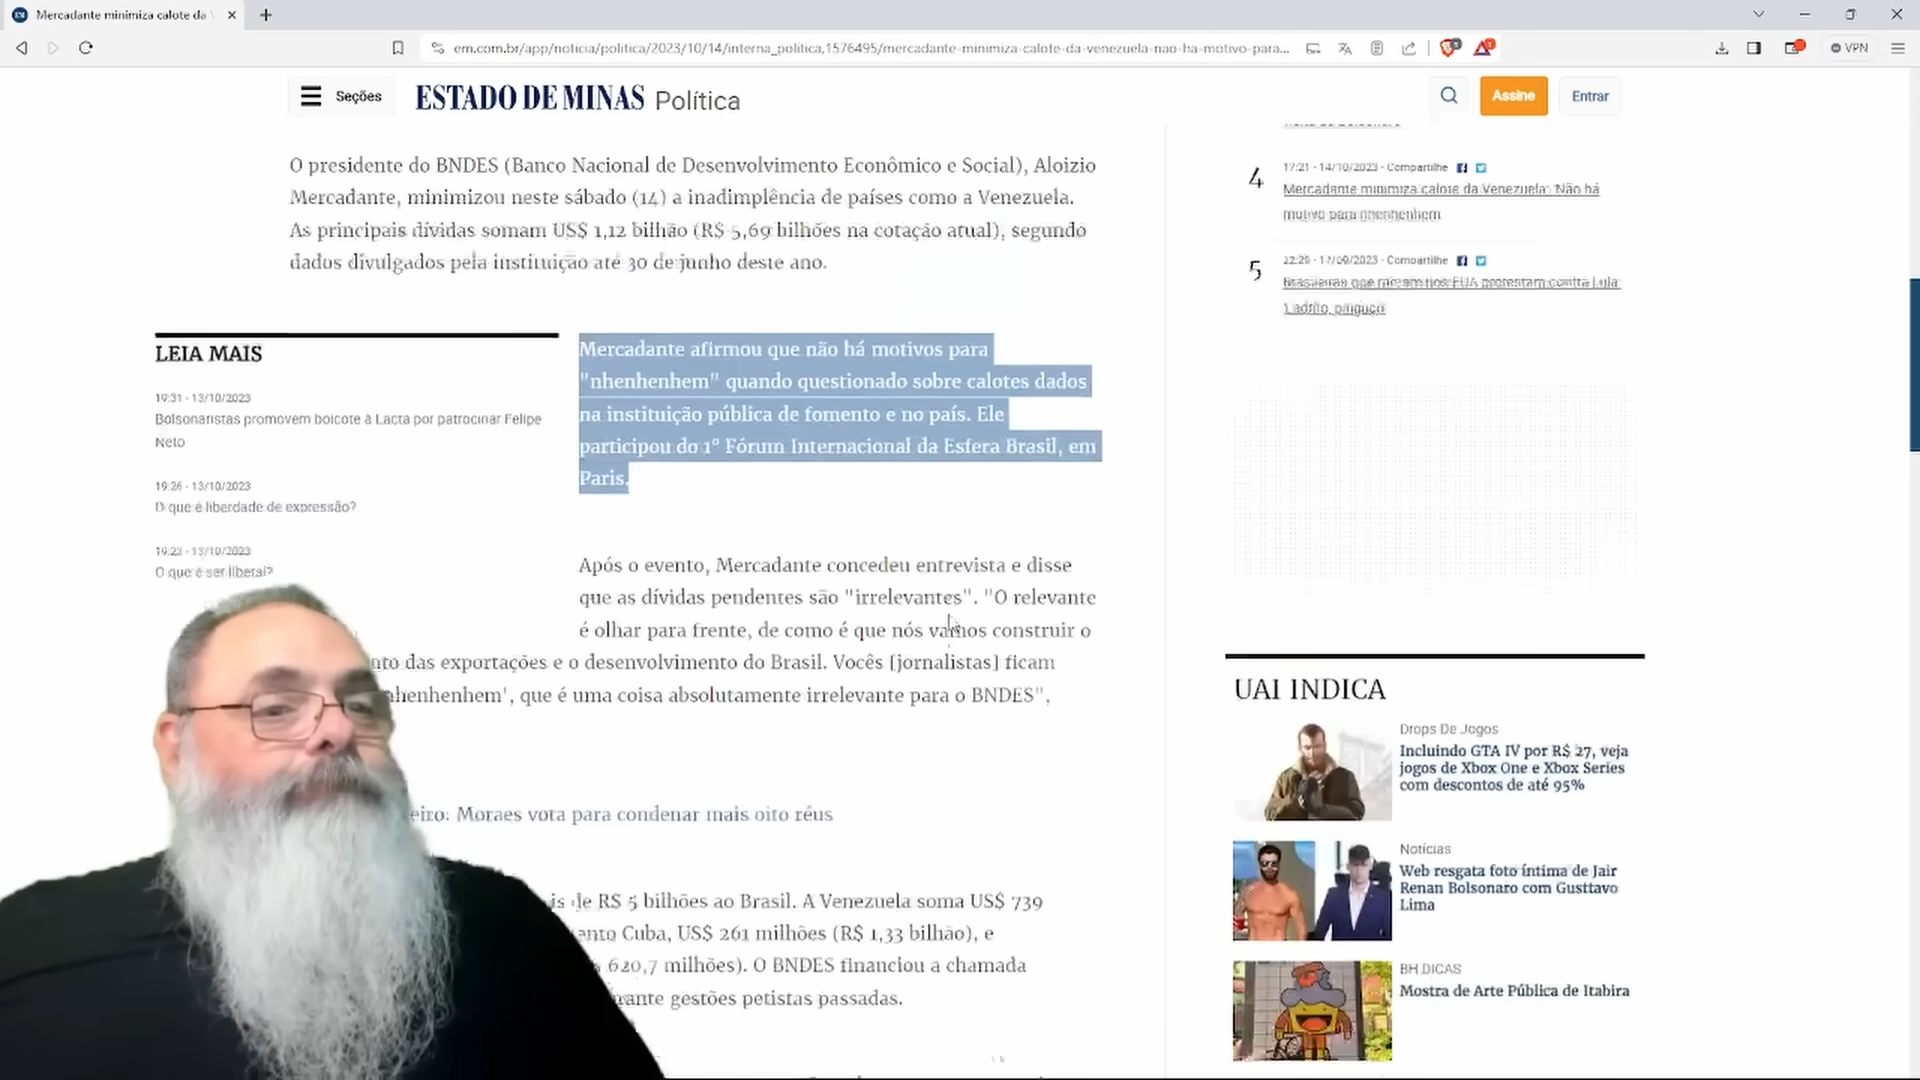 Mercadante minimiza calote da V
em.com.br/app/noticia/politica/2023/10/14/interna_politica,1576495/mercadante-minimiza-calote-da-venezuela-nao-ha-motivo-para...
VPN
Seções
ESTADO DE MINAS Política
Assine
Entrar
O presidente do BNDES (Banco Nacional de Desenvolvimento Econômico e Social), Aloizio
Mercadante, minimizou neste sábado (14) a inadimplência de países como a Venezuela.
As principais dívidas somam US$ 1,12 bilhão (R$ 5,69 bilhões na cotação atual), segundo
dados divulgados pela instituição até 30 de junho deste ano.
LEIA MAIS
19:31 - 13/10/2023
Bolsonaristas promovem boicote à Lacta por patrocinar Felipe
Neto
19:26 - 13/10/2023
O que é liberdade de expressão?
19:23 - 13/10/2023
O que é ser liberal?
Mercadante afirmou que não há motivos para
"nhenhenhem" quando questionado sobre calotes dados
na instituição pública de fomento e no país. Ele
participou do 1º Fórum Internacional da Esfera Brasil, em
Paris.
Após o evento, Mercadante concedeu entrevista e disse
que as dívidas pendentes são "irrelevantes". "O relevante
é olhar para frente, de como é que nós vamos construir o
nto das exportações e o desenvolvimento do Brasil. Vocês [jornalistas] ficam
nhenhenhem', que é uma coisa absolutamente irrelevante para o BNDES",
eiro: Moraes vota para condenar mais oito réus
is de R$ 5 bilhões ao Brasil. A Venezuela soma US$ 739
anto Cuba, US$ 261 milhões (R$ 1,33 bilhão), e
620,7 milhões). O BNDES financiou a chamada
rante gestões petistas passadas.
4
17:21 - 14/10/2023 - Compartilhe
Mercadante minimiza calote da Venezuela: 'Não há
motivo para nhenhenhem
5
17/09/2023 - Compartilhe
Brasileiras que moram nos EUA protestam contra Lula:
'Ladrão, pinguço'
UAI INDICA
Drops De Jogos
Incluindo GTA IV por R$ 27, veja
jogos de Xbox One e Xbox Series
com descontos de até 95%
Notícias
Web resgata foto íntima de Jair
Renan Bolsonaro com Gusttavo
Lima
BH DICAS
Mostra de Arte Pública de Itabira